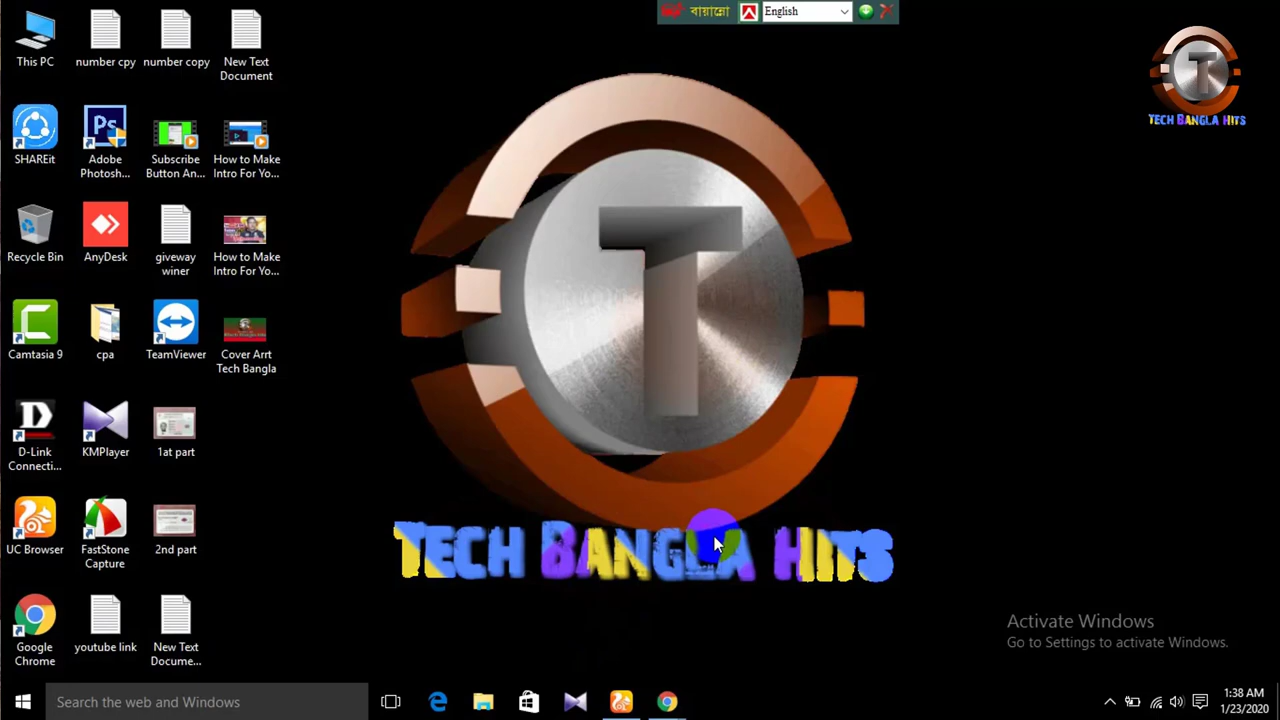 বায়ান্নো
English
This PC
number cpy
number copy
New Text
Document
TECH BANGLA HITS
SHAREit
Adobe
Photosh...
Subscribe
Button An...
How to Make
Intro For Yo...
Recycle Bin
AnyDesk
giveway
winer
How to Make
Intro For Yo...
Camtasia 9
cpa
TeamViewer
Cover Arrt
Tech Bangla
D-Link
Connecti...
KMPlayer
1at part
T
TECH BANGLA HITS
UC Browser
FastStone
Capture
2nd part
Google
Chrome
youtube link
New Text
Docume...
Activate Windows
Go to Settings to activate Windows.
Search the web and Windows
1:38 AM
1/23/2020